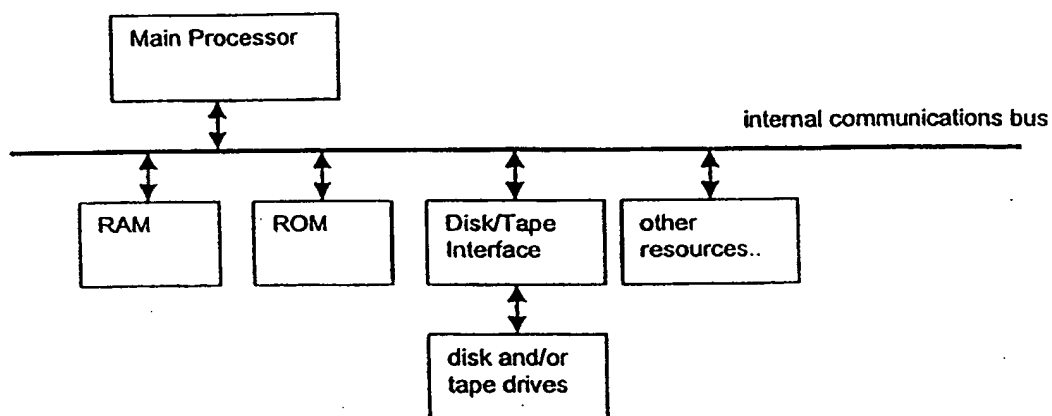 Main Processor
internal communications bus
RAM
ROM
Disk/Tape
Interface
other
resources..
disk and/or
tape drives